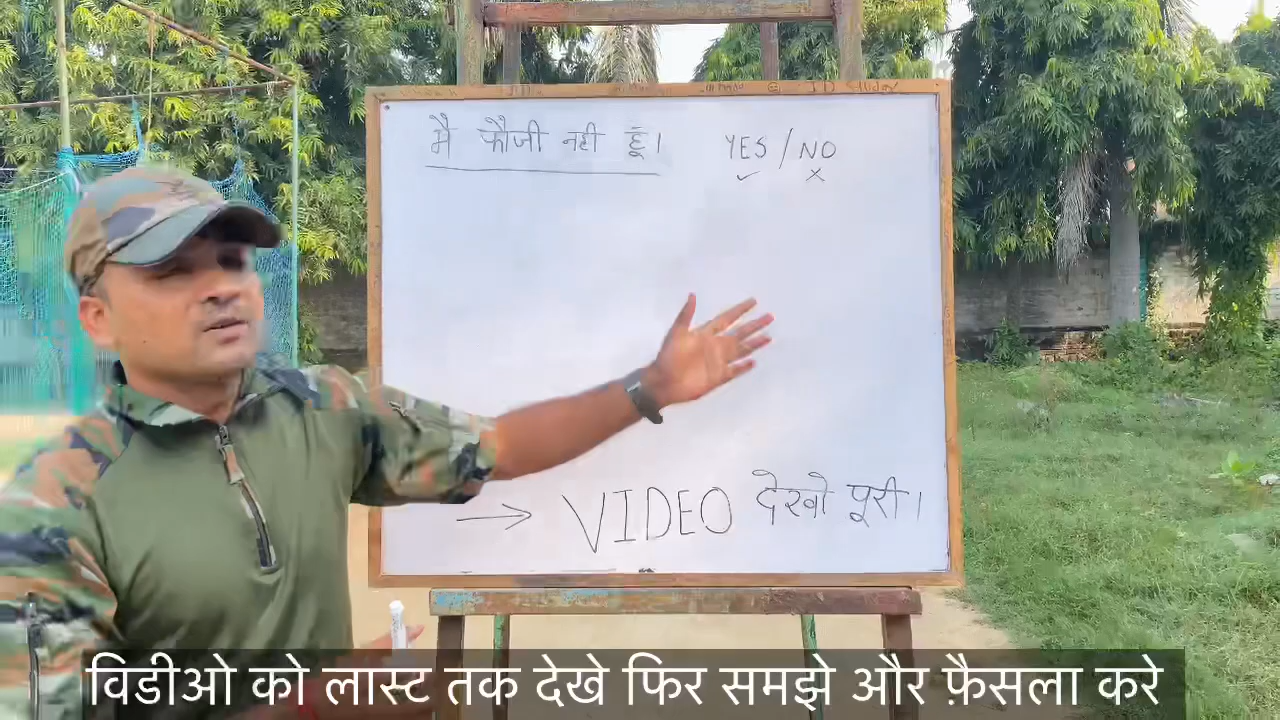 मै फौजी नही हूँ। YES / NO
→ VIDEO देखो पूरी।
विडीओ को लास्ट तक देखे फिर समझे और फ़ैसला करे